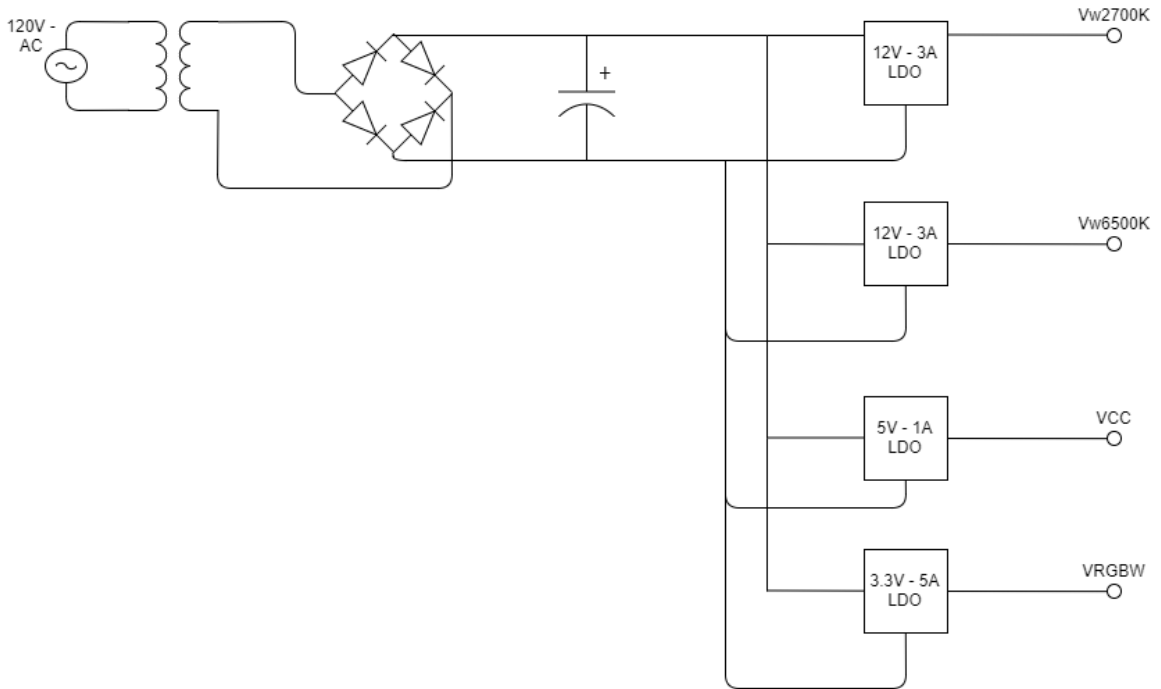 120V -
AC
+
12V - 3A
LDO
Vw2700K
12V - 3A
LDO
Vw6500K
5V - 1A
LDO
VCC
3.3V - 5A
LDO
VRGBW